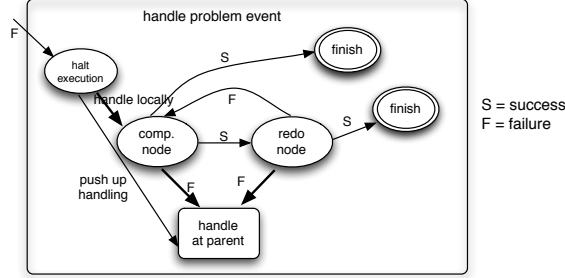 handle problem event
F
halt
execution
S
finish
handle locally
F
finish
S
S = success
F = failure
comp.
node
S
redo
node
push up
handling
F
F
handle
at parent